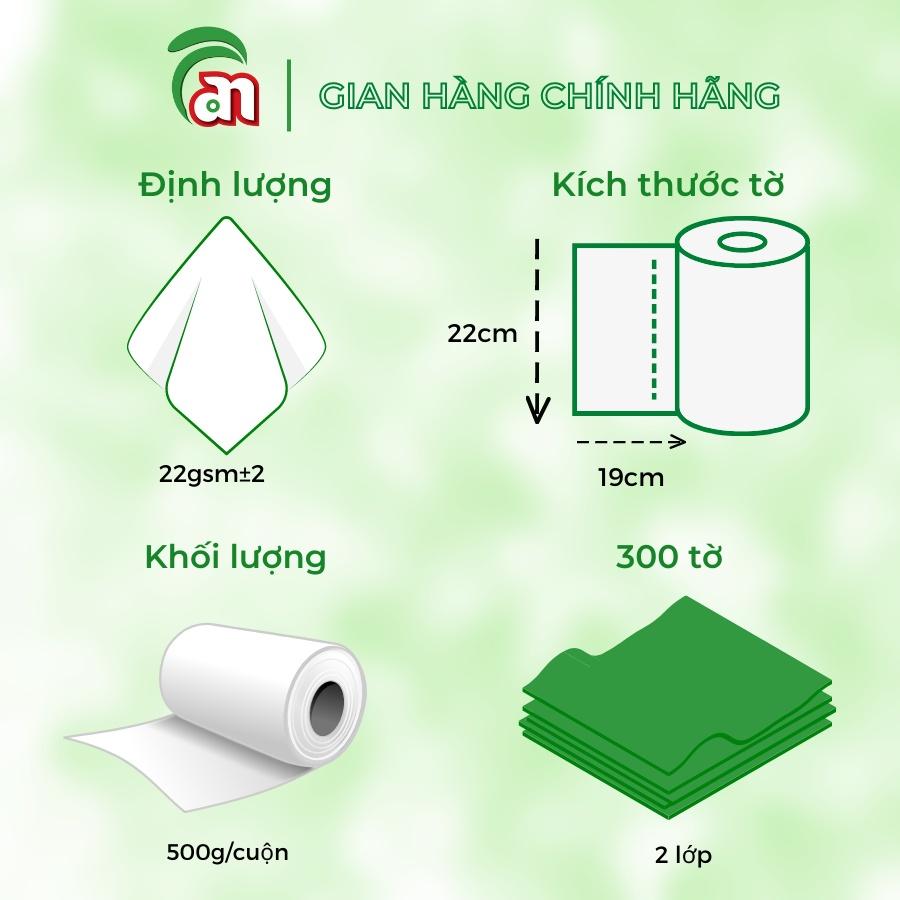 an
GIAN HÀNG CHÍNH HÃNG
Định lượng
Kích thước tờ
22cm
22gsm±2
19cm
Khối lượng
300 tờ
500g/cuộn
2 lớp